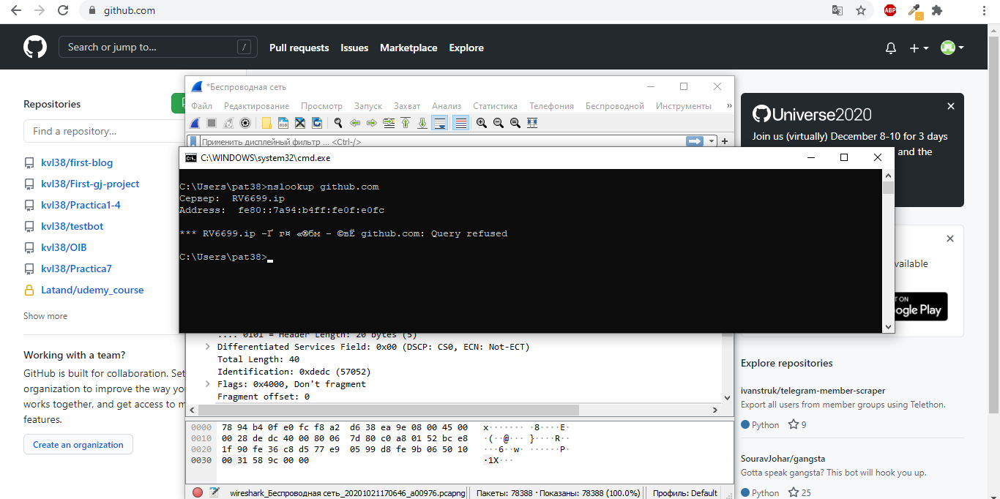 github.com
ABP
Search or jump to... /
Pull requests Issues Marketplace Explore
Repositories
Find a repository...
kvl38/first-blog
kvl38/First-gj-project
kvl38/Practica1-4
kvl38/testbot
kvl38/OIB
kvl38/Practica7
Latand/udemy_course
Show more
Working with a team?
GitHub is built for collaboration. Set
organization to improve the way yo
works together, and get access to m
features.
Create an organization
*Беспроводная сеть
Файл Редактирование Просмотр Запуск Захват Анализ Статистика Телефония Беспроводной Инструменты »
Применить дисплейный фильтр ... <Ctrl-/>
C:\WINDOWS\system32\cmd.exe
C:\Users\pat38>nslookup github.com
Сервер: RV6699.ip
Address: fe80::7a94:b4ff:fe0f:e0fc
*** RV6699.ip github.com: Query refused
C:\Users\pat38>
.... 0101 = Header Length: 20 bytes (5)
Differentiated Services Field: 0x00 (DSCP: CS0, ECN: Not-ECT)
Total Length: 40
Identification: 0xdedc (57052)
Flags: 0x4000, Don't fragment
Fragment offset: 0
0000 78 94 b4 0f e0 fc f8 a2 d6 38 ea 9e 08 00 45 00 x······· ·8····E·
0010 00 28 de dc 40 00 80 06 7d 80 c0 a8 01 52 bc e8 ·(··@··· }····R··
0020 1f 90 fe 36 c8 d5 77 e9 05 99 d8 fe 9b 06 50 10 ···6··w· ······P·
0030 00 31 58 9c 00 00 ·1X···
wireshark_Беспроводная сеть_20201021170646_a00976.pcapng Пакеты: 78388 · Показаны: 78388 (100.0%) Профиль: Default
Universe2020
Join us (virtually) December 8-10 for 3 days
and the
vailable
T ON
ogle Play
Explore repositories
ivanstruk/telegram-member-scraper
Export all users from member groups using Telethon.
Python 9
SouravJohar/gangsta
Gotta speak gangsta? This bot will hook you up.
Python 25